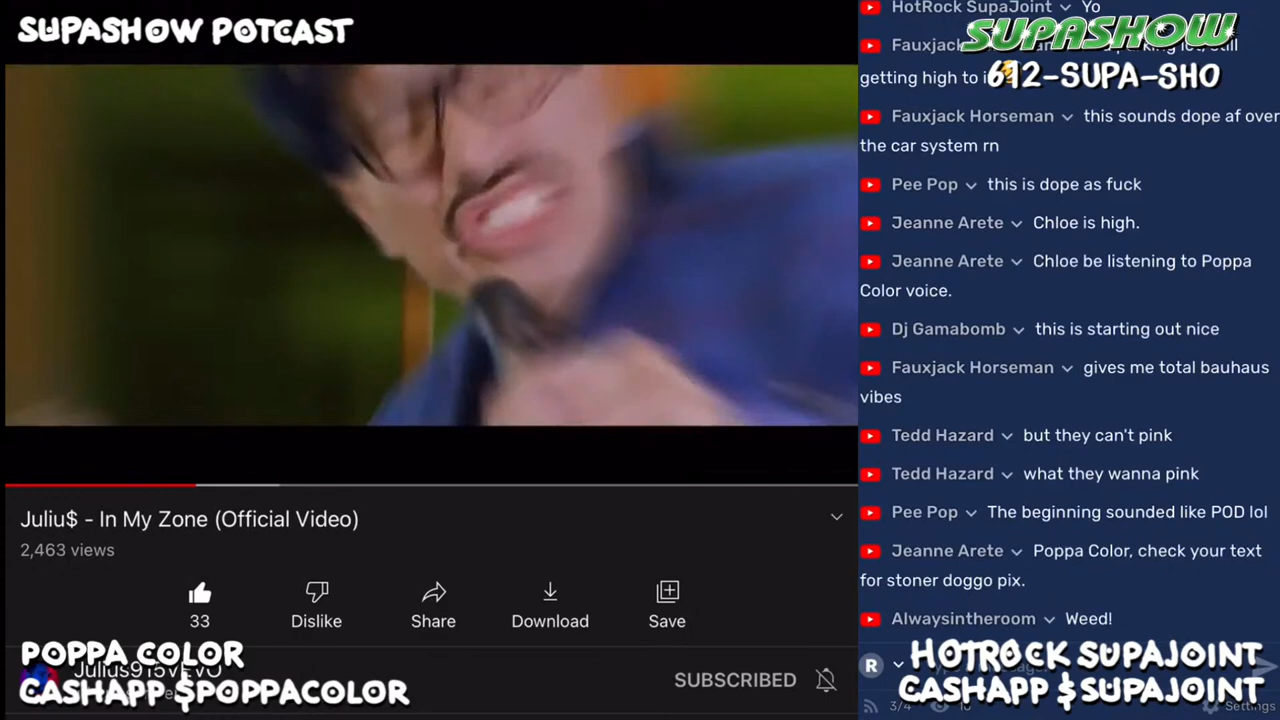 SUPASHOW POTCAST
Juliu$ - In My Zone (Official Video)
2,463 views
33
Dislike
Share
Download
Save
POPPA COLOR
Julius915VEVO
SUBSCRIBED
CASHAPP $POPPACOLOR
HotRock SupaJoint Yo
SUPASHOW
Fauxjack
getting high to
612-SUPA-SHO
Fauxjack Horseman this sounds dope af over
the car system rn
Pee Pop this is dope as fuck
Jeanne Arete Chloe is high.
Jeanne Arete Chloe be listening to Poppa
Color voice.
Dj Gamabomb this is starting out nice
Fauxjack Horseman gives me total bauhaus
vibes
Tedd Hazard but they can't pink
Tedd Hazard what they wanna pink
Pee Pop The beginning sounded like POD lol
Jeanne Arete Poppa Color, check your text
for stoner doggo pix.
Alwaysintheroom Weed!
R
HOTROCK SUPAJOINT
CASHAPP $SUPAJOINT
3/4
Settings